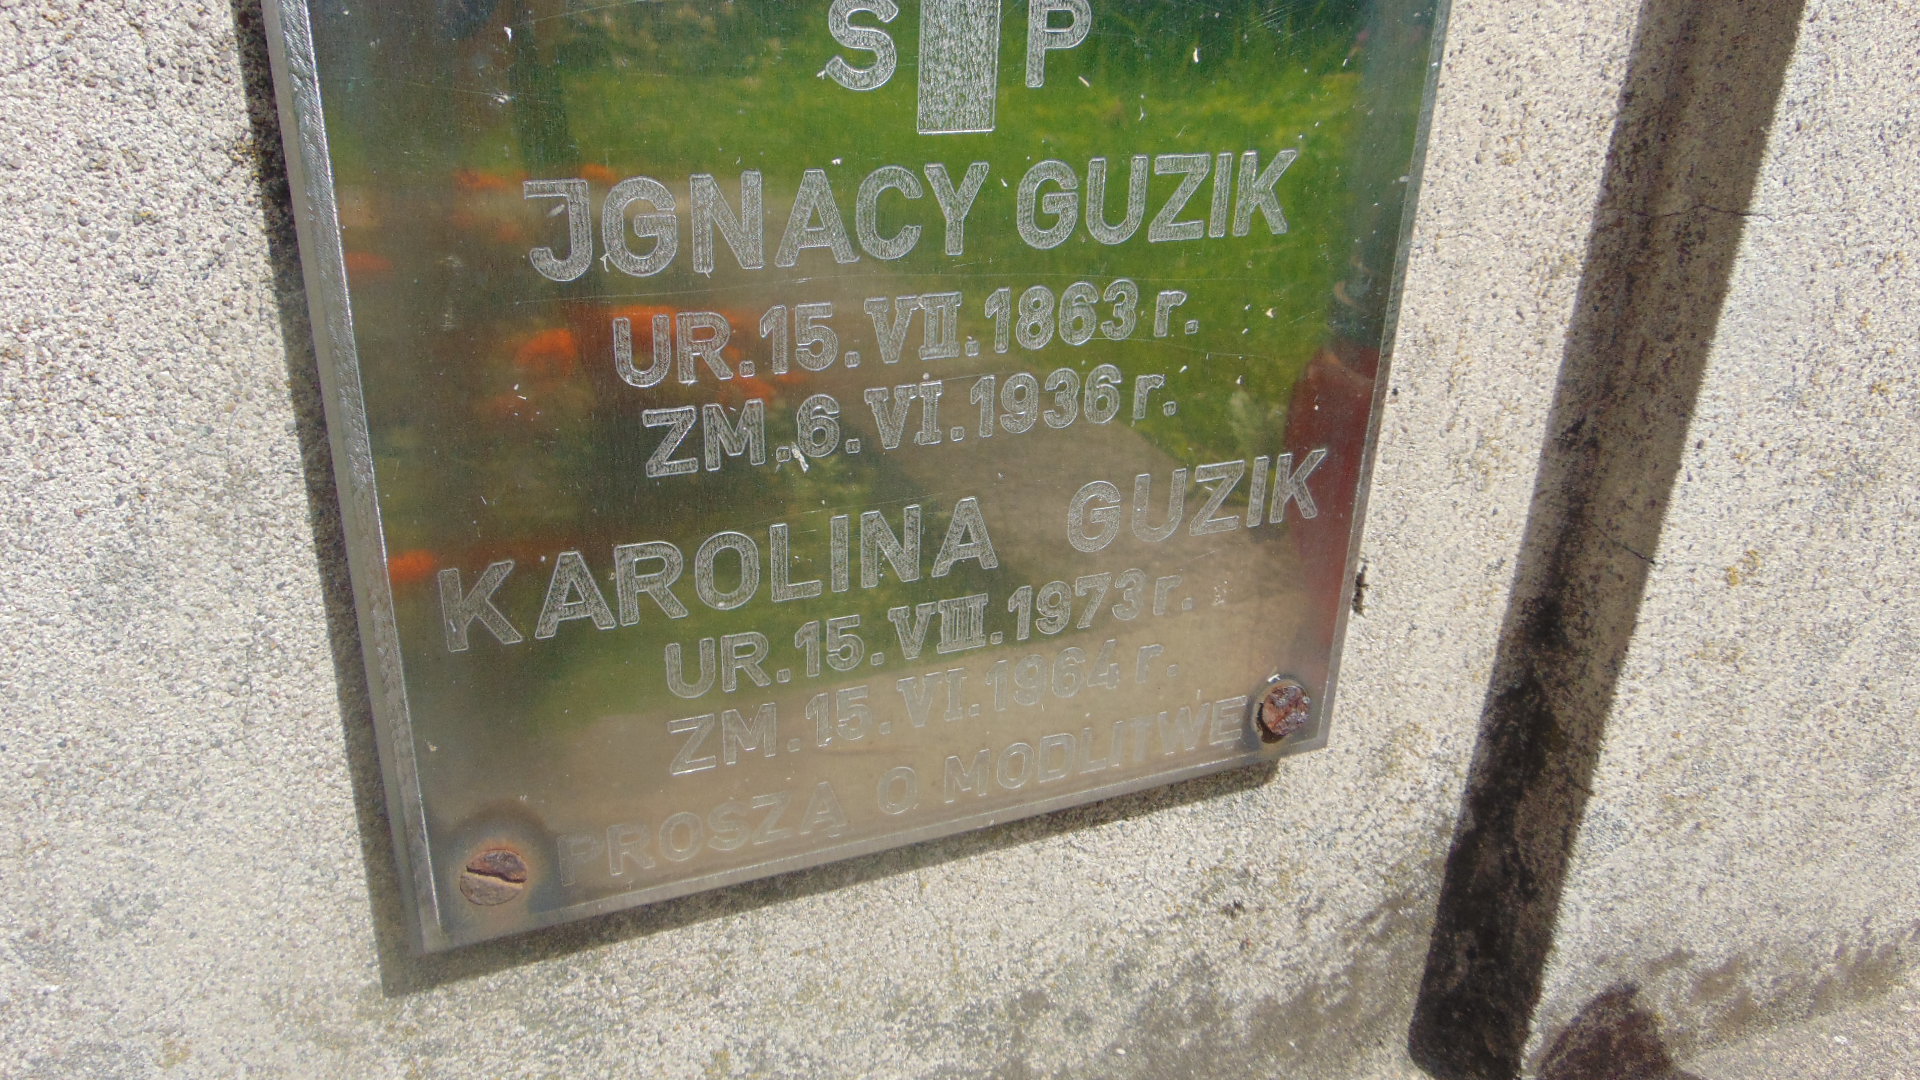 S P
JGNACY GUZIK
UR.15.VII.1863 r.
ZM.6.VI.1936 r.
KAROLINA GUZIK
UR.15.VIII.1973 r.
ZM.15.VI.1964 r.
PROSZĄ O MODLITWĘ